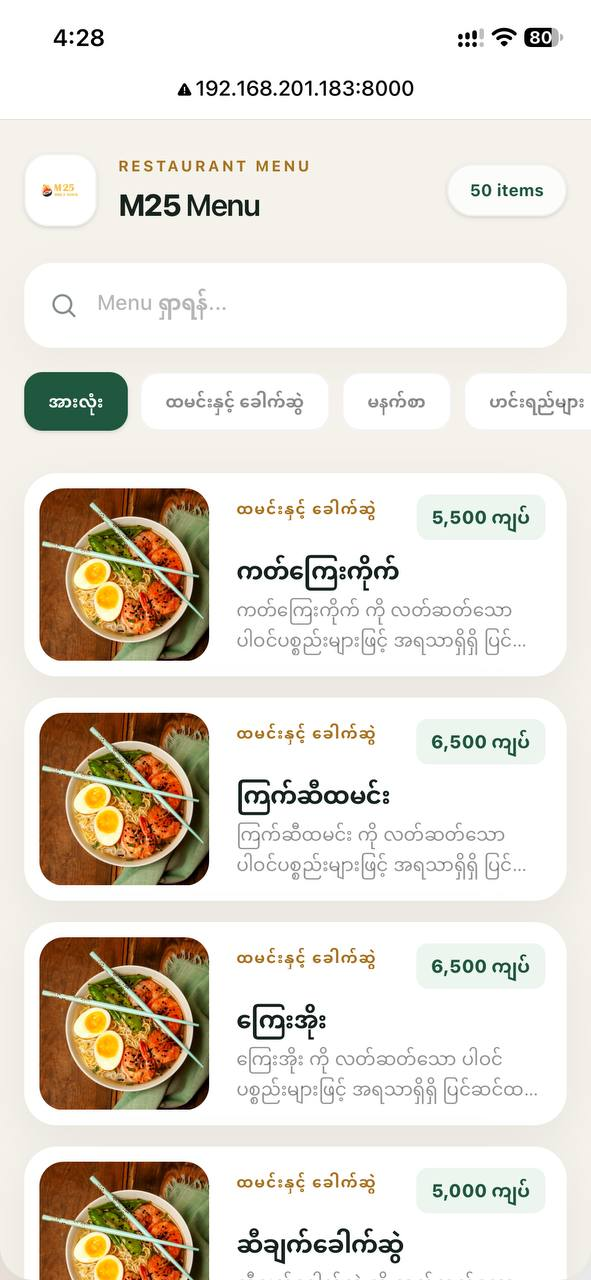 4:28
80
192.168.201.183:8000
M25
RESTAURANT MENU
M25 Menu
50 items
Menu ရှာရန်...
အားလုံး
ထမင်းနှင့် ခေါက်ဆွဲ
မနက်စာ
ဟင်းရည်များ
ထမင်းနှင့် ခေါက်ဆွဲ
5,500 ကျပ်
ကတ်ကြေးကိုက်
ကတ်ကြေးကိုက် ကို လတ်ဆတ်သော
ပါဝင်ပစ္စည်းများဖြင့် အရသာရှိရှိ ပြင်...
ထမင်းနှင့် ခေါက်ဆွဲ
6,500 ကျပ်
ကြက်ဆီထမင်း
ကြက်ဆီထမင်း ကို လတ်ဆတ်သော
ပါဝင်ပစ္စည်းများဖြင့် အရသာရှိရှိ ပြင်...
ထမင်းနှင့် ခေါက်ဆွဲ
6,500 ကျပ်
ကြေးအိုး
ကြေးအိုး ကို လတ်ဆတ်သော ပါဝင်
ပစ္စည်းများဖြင့် အရသာရှိရှိ ပြင်ဆင်ထ...
ထမင်းနှင့် ခေါက်ဆွဲ
5,000 ကျပ်
ဆီချက်ခေါက်ဆွဲ